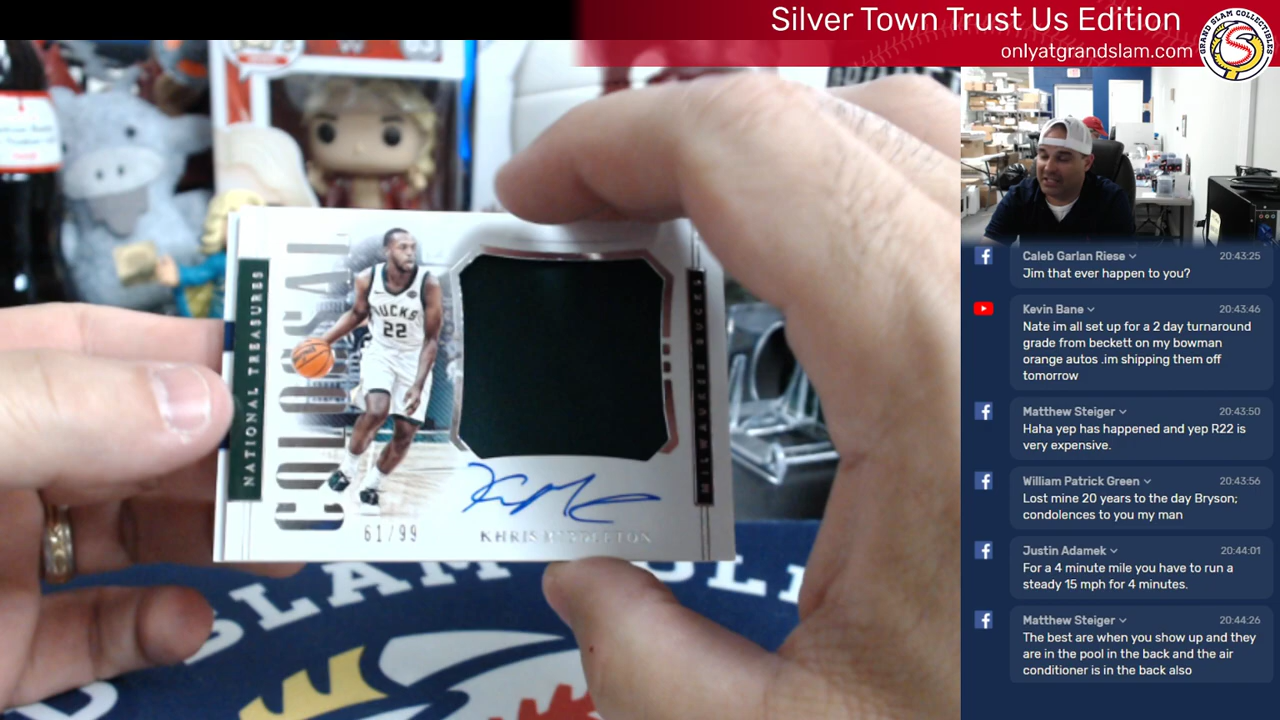 Silver Town Trust Us Edition
onlyatgrandslam.com
GRAND SLAM COLLECTIBLES
NATIONAL TREASURES
COLOSSAL
BUCKS
22
MILWAUKEE BUCKS
61/99
KHRIS MIDDLETON
SLAM
Caleb Garlan Riese
20:43:25
Jim that ever happen to you?
Kevin Bane
20:43:46
Nate im all set up for a 2 day turnaround
grade from beckett on my bowman
orange autos .im shipping them off
tomorrow
Matthew Steiger
20:43:50
Haha yep has happened and yep R22 is
very expensive.
William Patrick Green
20:43:56
Lost mine 20 years to the day Bryson;
condolences to you my man
Justin Adamek
20:44:01
For a 4 minute mile you have to run a
steady 15 mph for 4 minutes.
Matthew Steiger
20:44:26
The best are when you show up and they
are in the pool in the back and the air
conditioner is in the back also